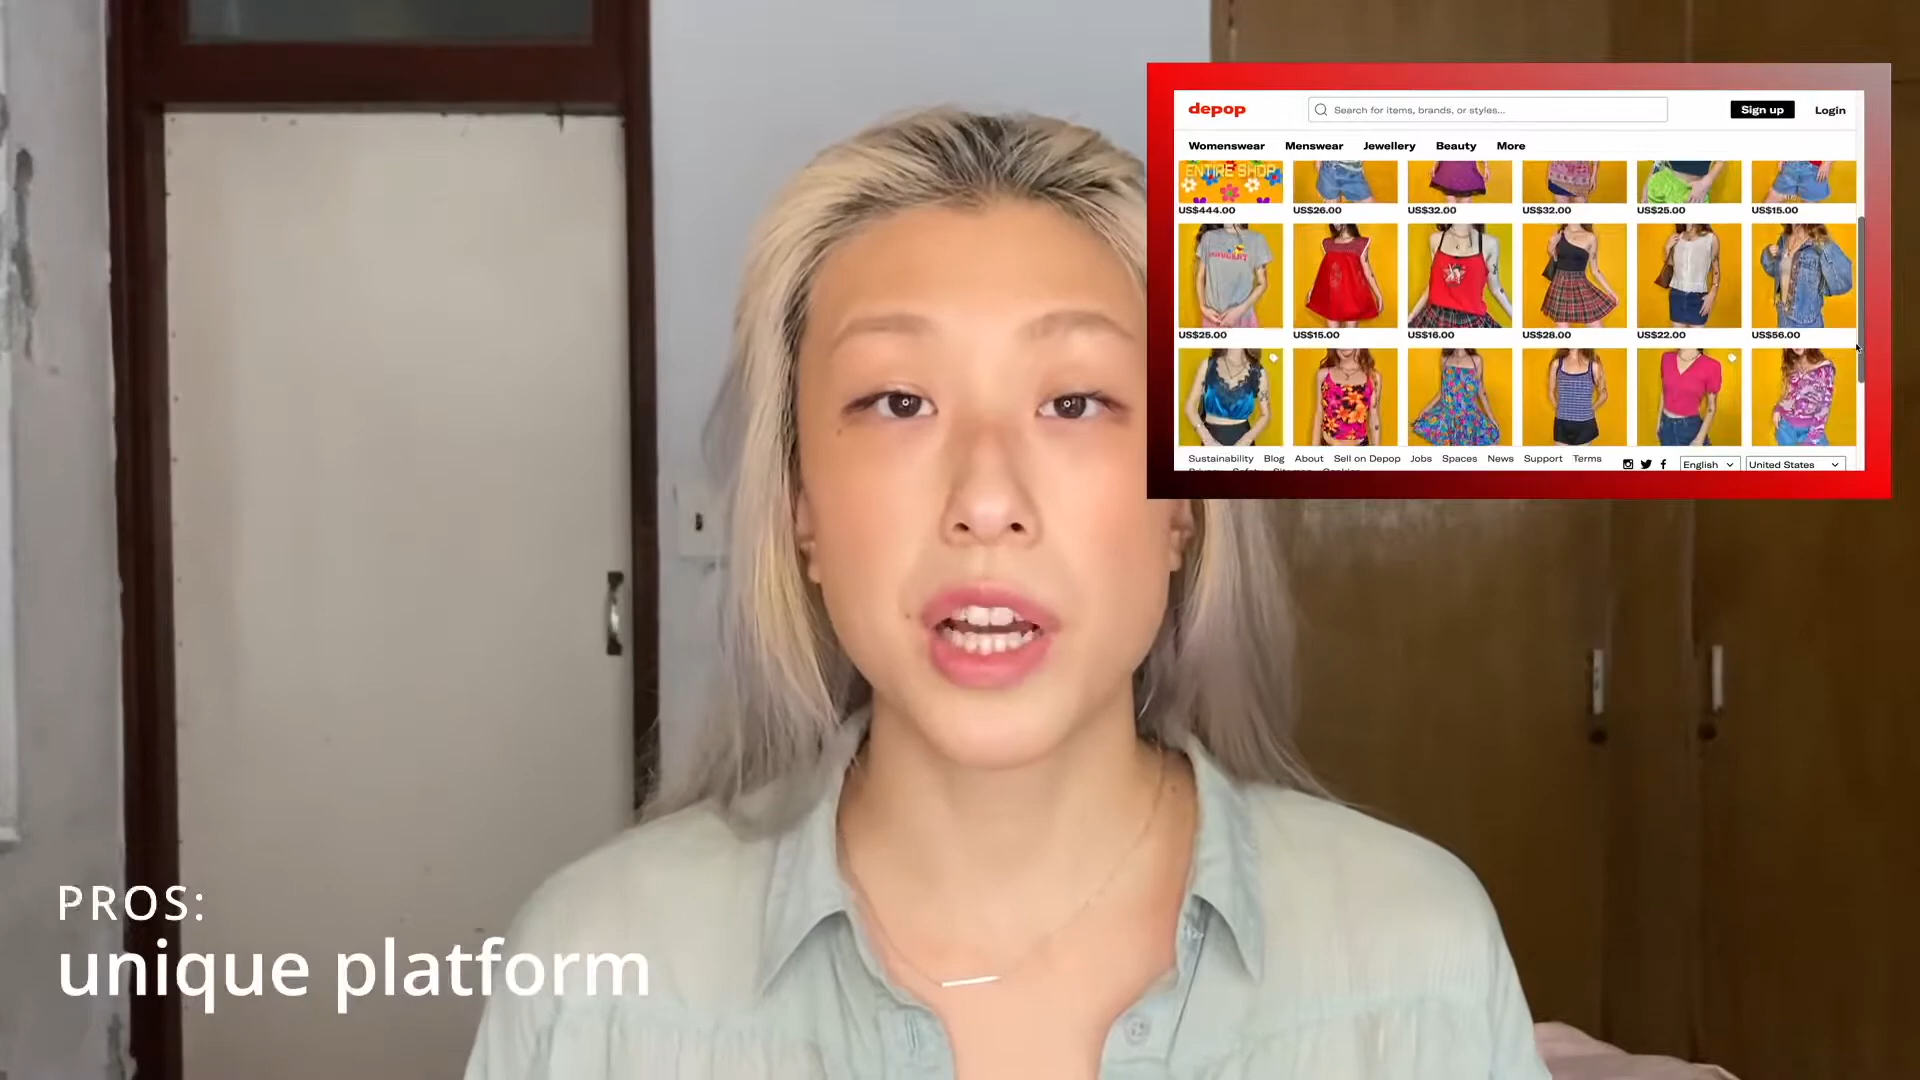 depop
Search for items, brands, or styles...
Sign up
Login
Womenswear
Menswear
Jewellery
Beauty
More
ENTIRE SHOP
US$444.00
US$26.00
US$32.00
US$32.00
US$25.00
US$15.00
US$25.00
US$15.00
US$16.00
US$28.00
US$22.00
US$56.00
Sustainability
Blog
About
Sell on Depop
Jobs
Spaces
News
Support
Terms
English
United States
PROS:
unique platform